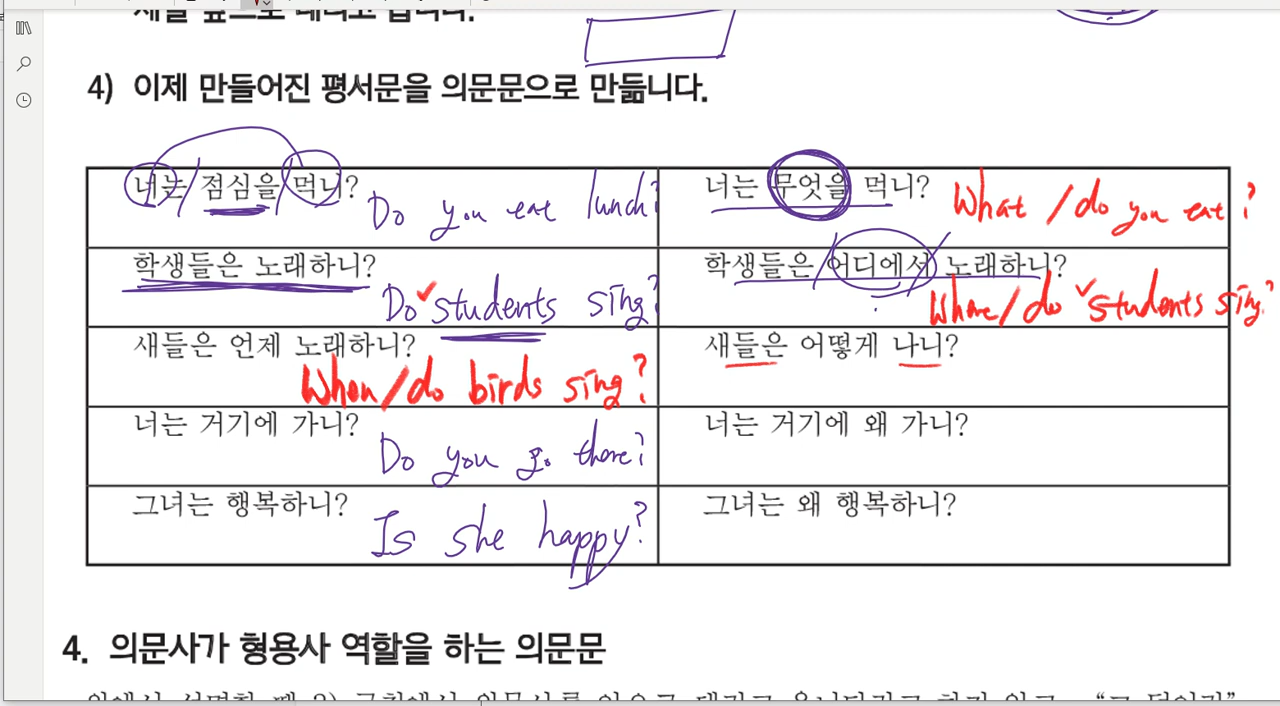 4) 이제 만들어진 평서문을 의문문으로 만듦니다.
너는 점심을 먹니? Do you eat lunch?
너는 무엇을 먹니? What / do you eat?
학생들은 노래하니? Do students sing?
학생들은 어디에서 노래하니? Where / do students sing?
새들은 언제 노래하니? When / do birds sing?
새들은 어떻게 나니?
너는 거기에 가니? Do you go there?
너는 거기에 왜 가니?
그녀는 행복하니? Is she happy?
그녀는 왜 행복하니?
4. 의문사가 형용사 역할을 하는 의문문